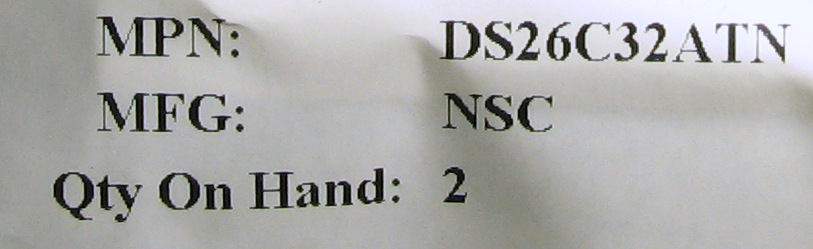 MPN: DS26C32ATN
MFG: NSC
Qty On Hand: 2